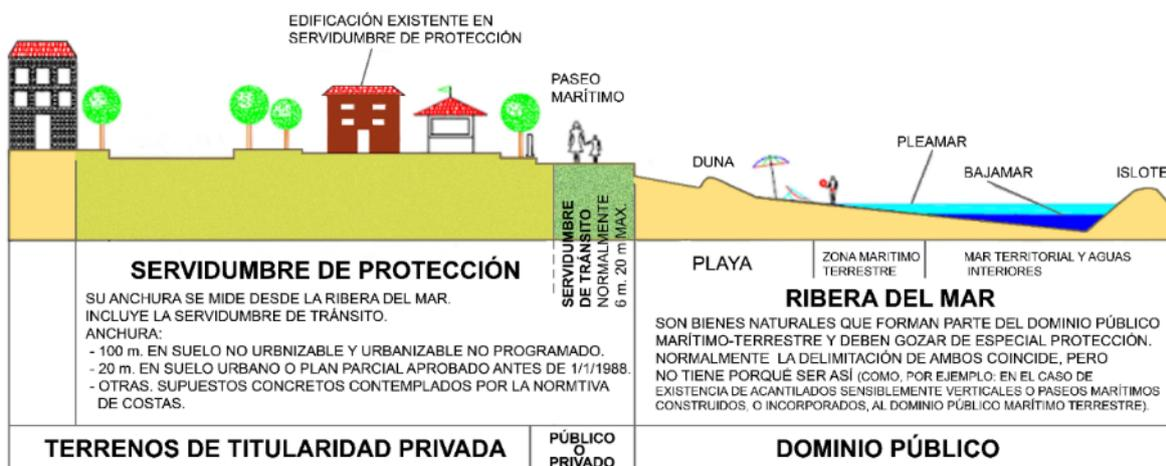 EDIFICACIÓN EXISTENTE EN
SERVIDUMBRE DE PROTECCIÓN
PASEO
MARÍTIMO
DUNA
PLEAMAR
BAJAMAR
ISLOTE
SERVIDUMBRE
DE TRÁNSITO
NORMALMENTE
6 m. 20 m MAX.
PLAYA
ZONA MARITIMO
TERRESTRE
MAR TERRITORIAL Y AGUAS
INTERIORES
SERVIDUMBRE DE PROTECCIÓN
SU ANCHURA SE MIDE DESDE LA RIBERA DEL MAR.
INCLUYE LA SERVIDUMBRE DE TRÁNSITO.
ANCHURA:
- 100 m. EN SUELO NO URBNIZABLE Y URBANIZABLE NO PROGRAMADO.
- 20 m. EN SUELO URBANO O PLAN PARCIAL APROBADO ANTES DE 1/1/1988.
- OTRAS. SUPUESTOS CONCRETOS CONTEMPLADOS POR LA NORMTIVA
DE COSTAS.
RIBERA DEL MAR
SON BIENES NATURALES QUE FORMAN PARTE DEL DOMINIO PÚBLICO
MARÍTIMO-TERRESTRE Y DEBEN GOZAR DE ESPECIAL PROTECCIÓN.
NORMALMENTE LA DELIMITACIÓN DE AMBOS COINCIDE, PERO
NO TIENE PORQUÉ SER ASÍ (COMO, POR EJEMPLO: EN EL CASO DE
EXISTENCIA DE ACANTILADOS SENSIBLEMENTE VERTICALES O PASEOS MARÍTIMOS
CONSTRUIDOS, O INCORPORADOS, AL DOMINIO PÚBLICO MARÍTIMO TERRESTRE).
TERRENOS DE TITULARIDAD PRIVADA
PÚBLICO
O
PRIVADO
DOMINIO PÚBLICO